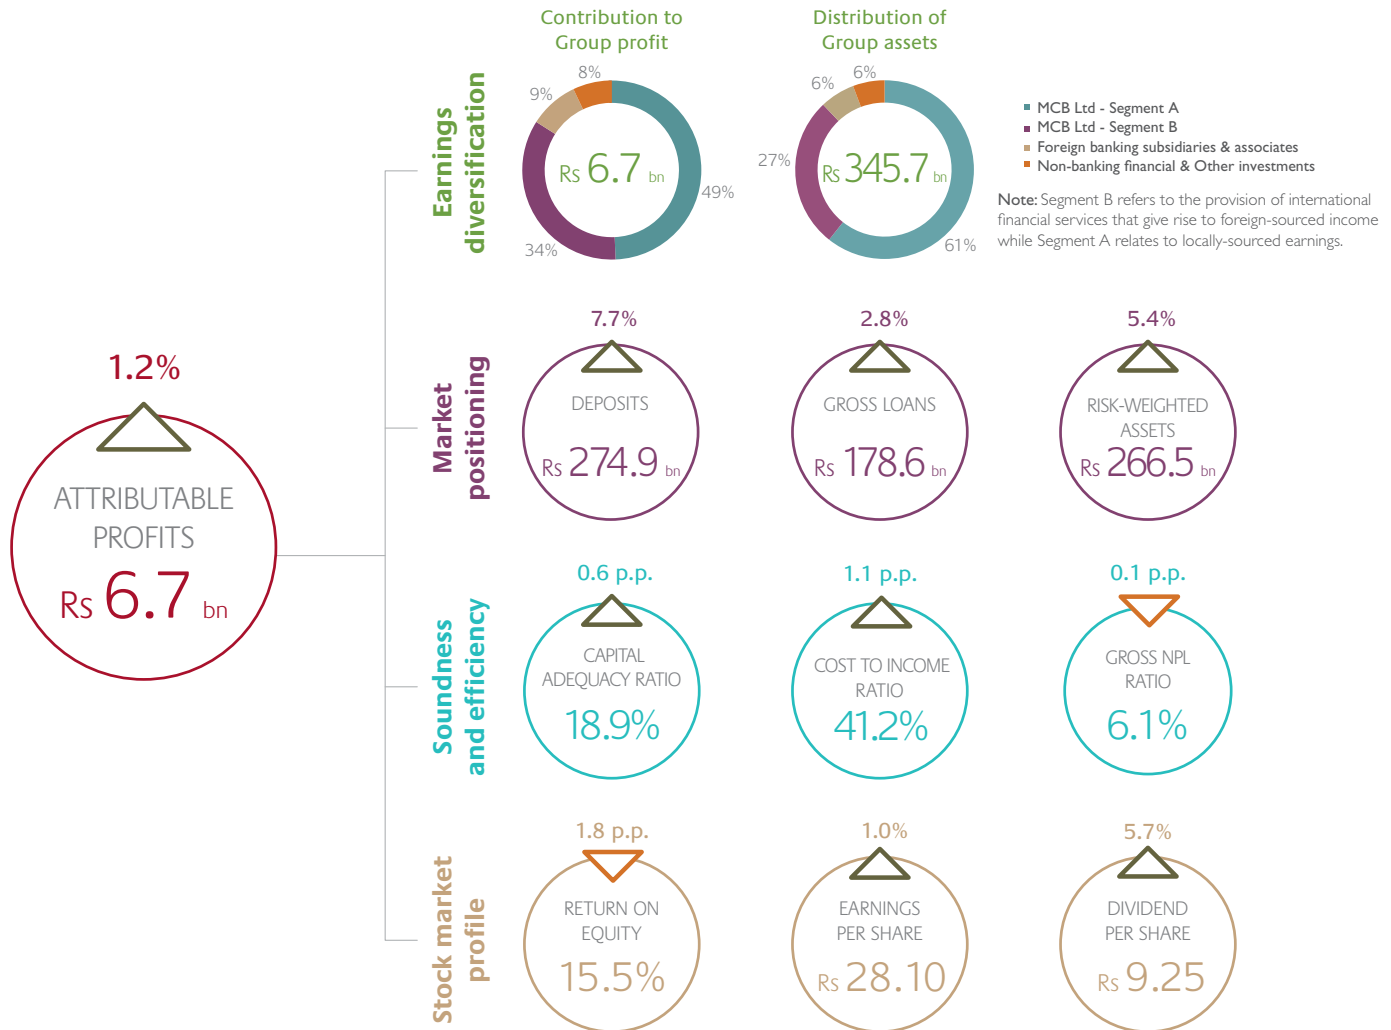 Contribution to
Group profit
Distribution of
Group assets
Earnings
diversification
8%
9%
Rs 6.7 bn
49%
34%
6%
6%
27%
Rs 345.7 bn
61%
MCB Ltd - Segment A
MCB Ltd - Segment B
Foreign banking subsidiaries & associates
Non-banking financial & Other investments
Note: Segment B refers to the provision of international
financial services that give rise to foreign-sourced income
while Segment A relates to locally-sourced earnings.
1.2%
ATTRIBUTABLE
PROFITS
Rs 6.7 bn
Market
positioning
7.7%
DEPOSITS
Rs 274.9 bn
2.8%
GROSS LOANS
Rs 178.6 bn
5.4%
RISK-WEIGHTED
ASSETS
Rs 266.5 bn
Soundness
and efficiency
0.6 p.p.
CAPITAL
ADEQUACY RATIO
18.9%
1.1 p.p.
COST TO INCOME
RATIO
41.2%
0.1 p.p.
GROSS NPL
RATIO
6.1%
Stock market
profile
1.8 p.p.
RETURN ON
EQUITY
15.5%
1.0%
EARNINGS
PER SHARE
Rs 28.10
5.7%
DIVIDEND
PER SHARE
Rs 9.25